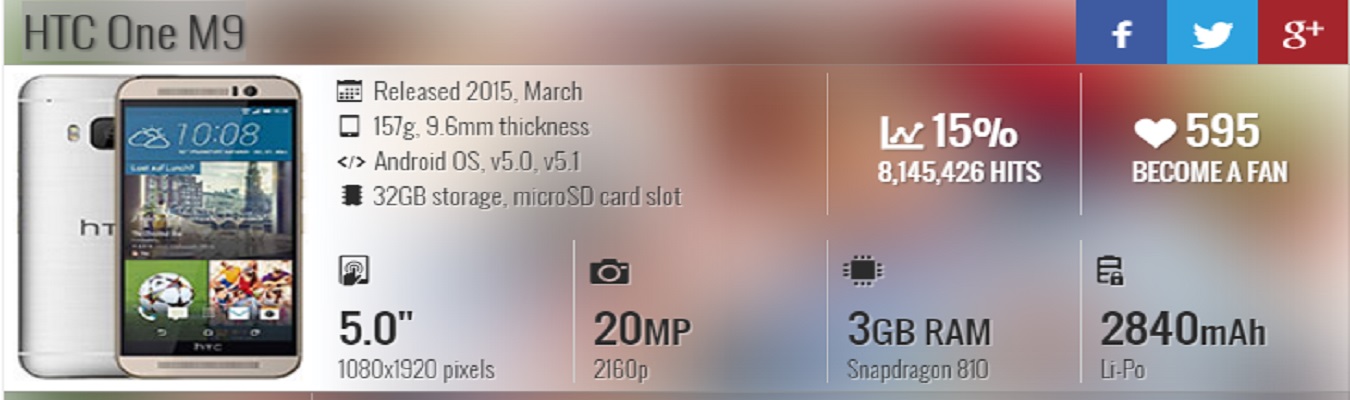 HTC One M9
f
g+
10:08
hT
hTC
Released 2015, March
157g, 9.6mm thickness
</> Android OS, v5.0, v5.1
32GB storage, microSD card slot
15%
8,145,426 HITS
595
BECOME A FAN
5.0"
1080x1920 pixels
20MP
2160p
3GB RAM
Snapdragon 810
2840mAh
Li-Po